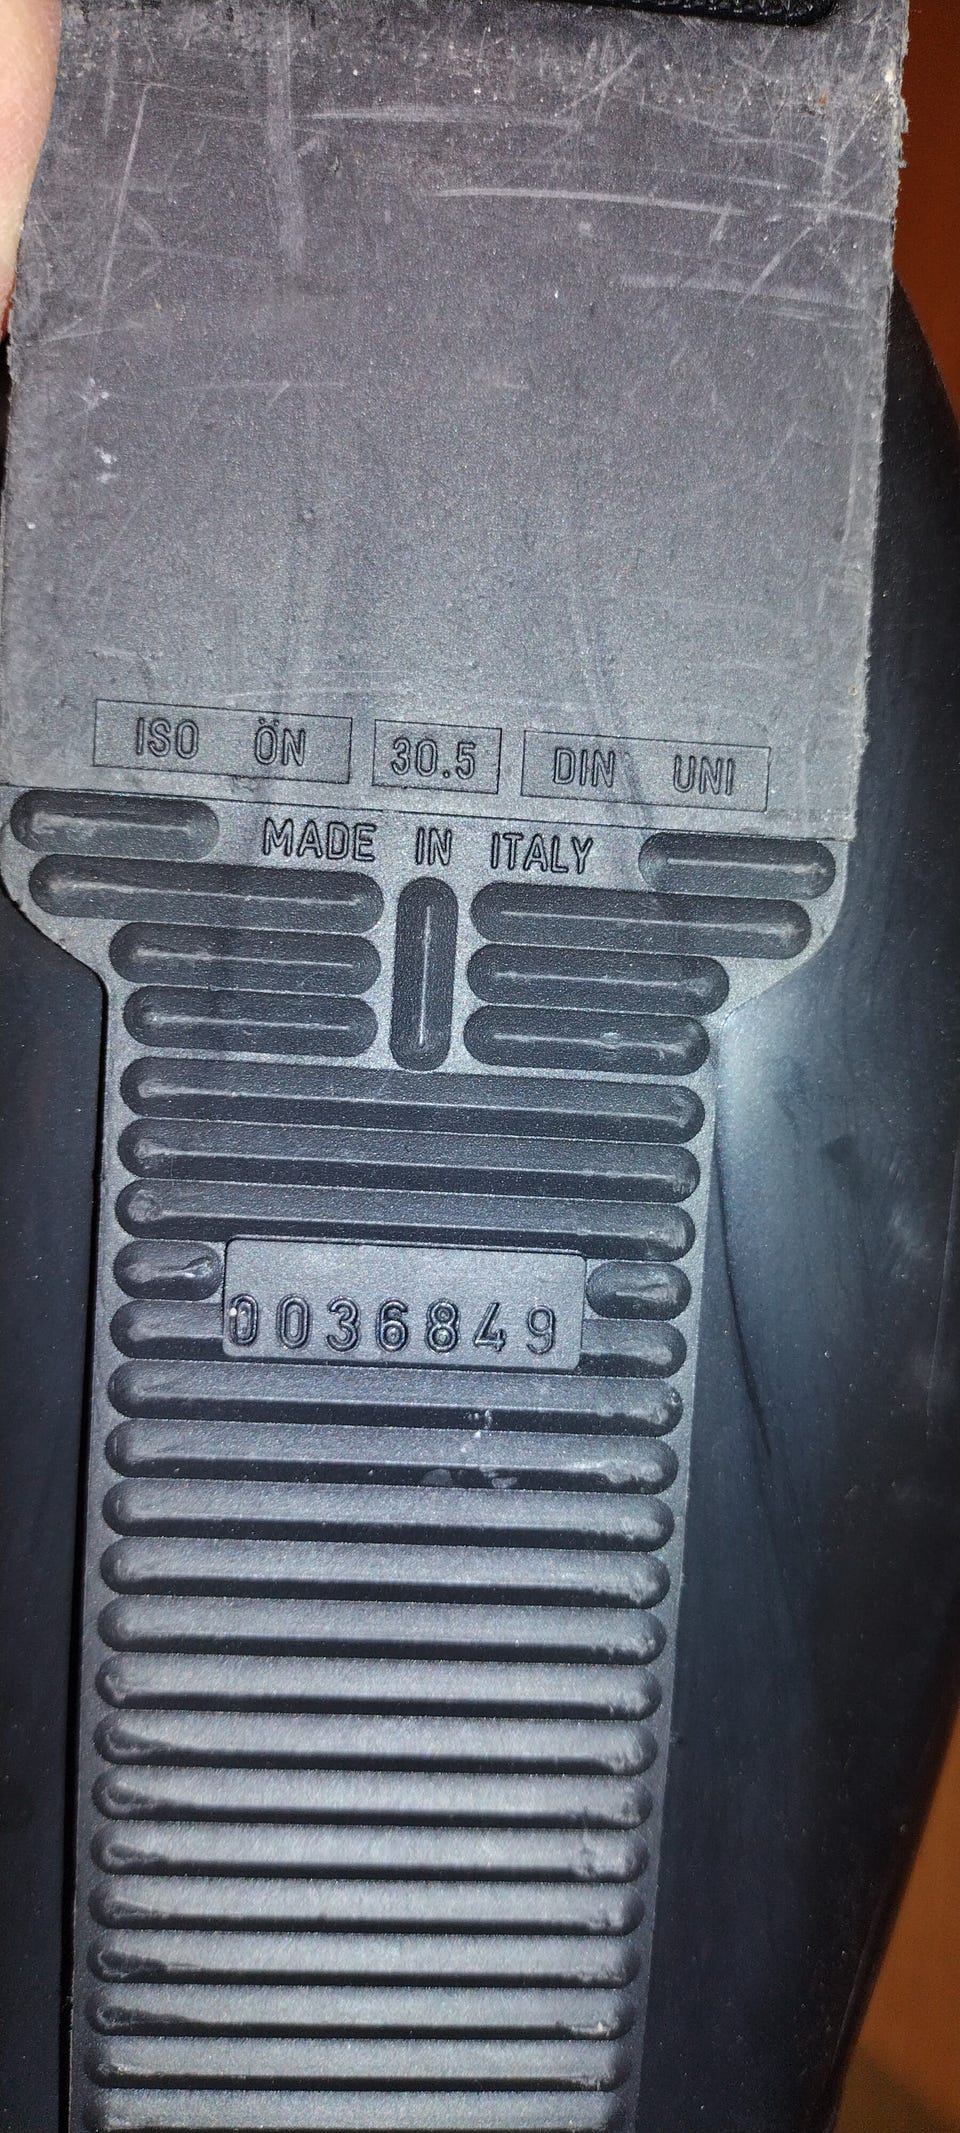 ISO ÖN 30.5 DIN UNI
MADE IN ITALY
0036849